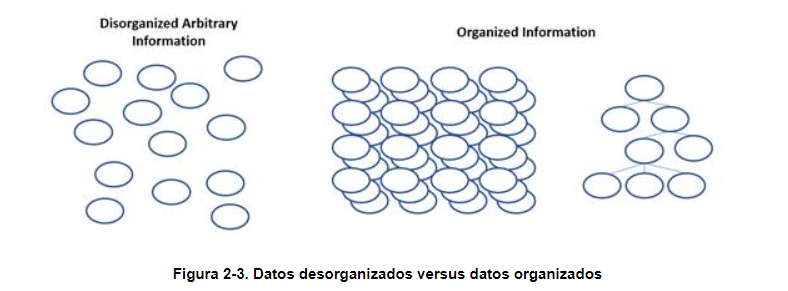 Disorganized Arbitrary
Information
Organized Information
Figura 2-3. Datos desorganizados versus datos organizados